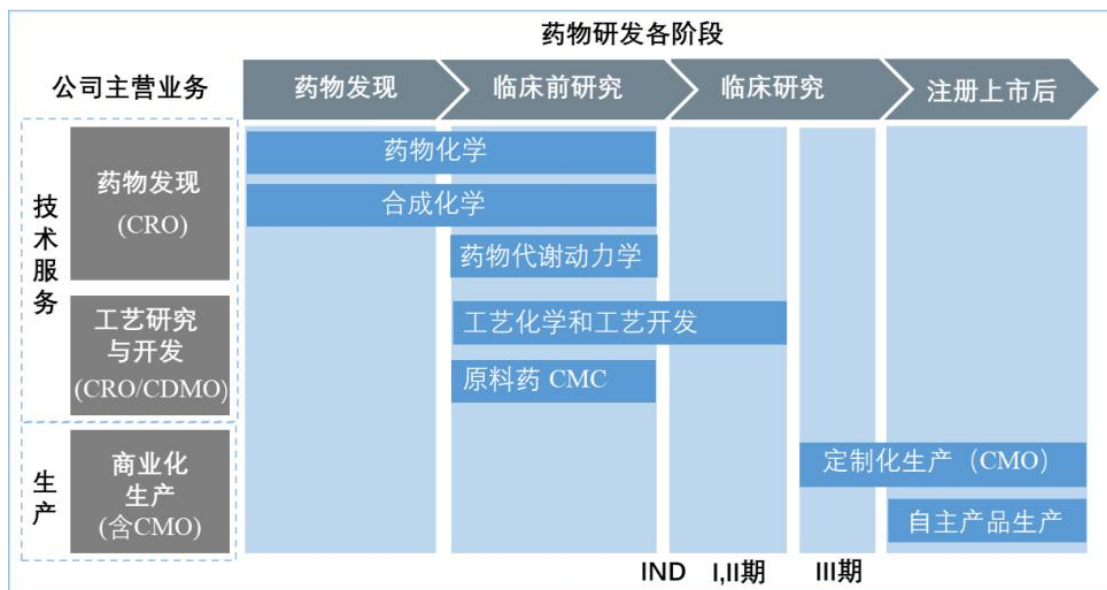 药物研发各阶段
公司主营业务
药物发现
临床前研究
临床研究
注册上市后
技术服务
药物发现
(CRO)
药物化学
合成化学
药物代谢动力学
工艺研究
与开发
(CRO/CDMO)
工艺化学和工艺开发
原料药 CMC
生产
商业化
生产
(含CMO)
定制化生产（CMO）
自主产品生产
IND
I,II期
III期